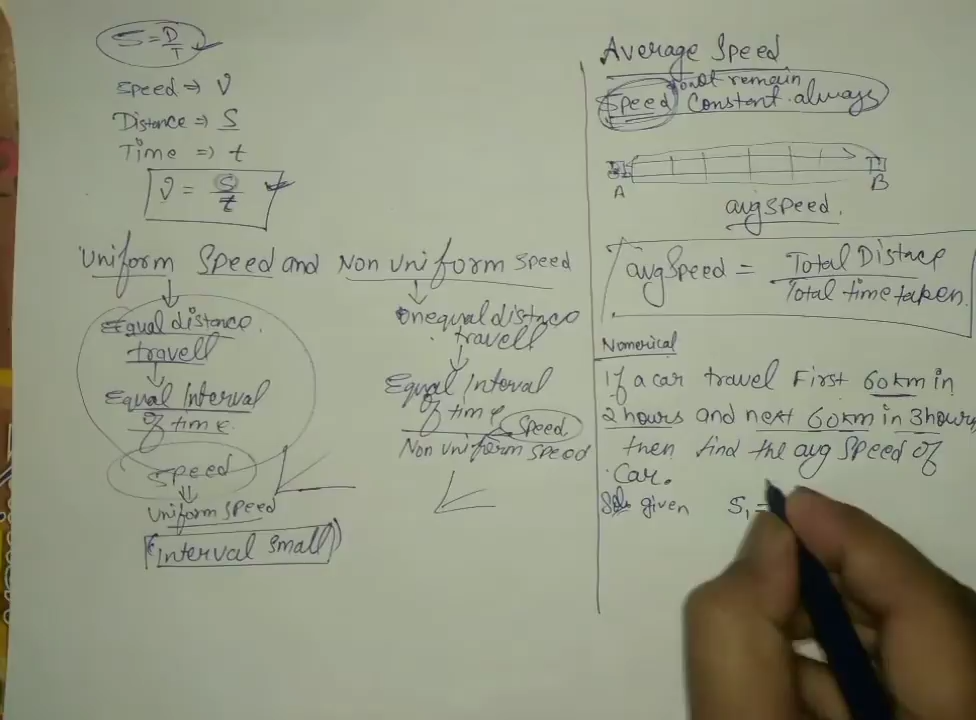 S = D/T
Speed ⇒ V
Distance ⇒ S
Time ⇒ t
V = S/t
Uniform Speed and Non uniform speed
Equal distance
travell
Equal Interval
of time
Speed
Uniform speed
(Interval small)
Unequal distace
travell
Equal Interval
of time
Speed
Non uniform speed
Average Speed
not remain
Speed Constant always
A B
avg speed.
avg speed = Total Distace / Total time taken
Nomerical
If a car travel First 60km in
2 hours and next 60km in 3hours
then find the avg speed of
car.
given S₁ =